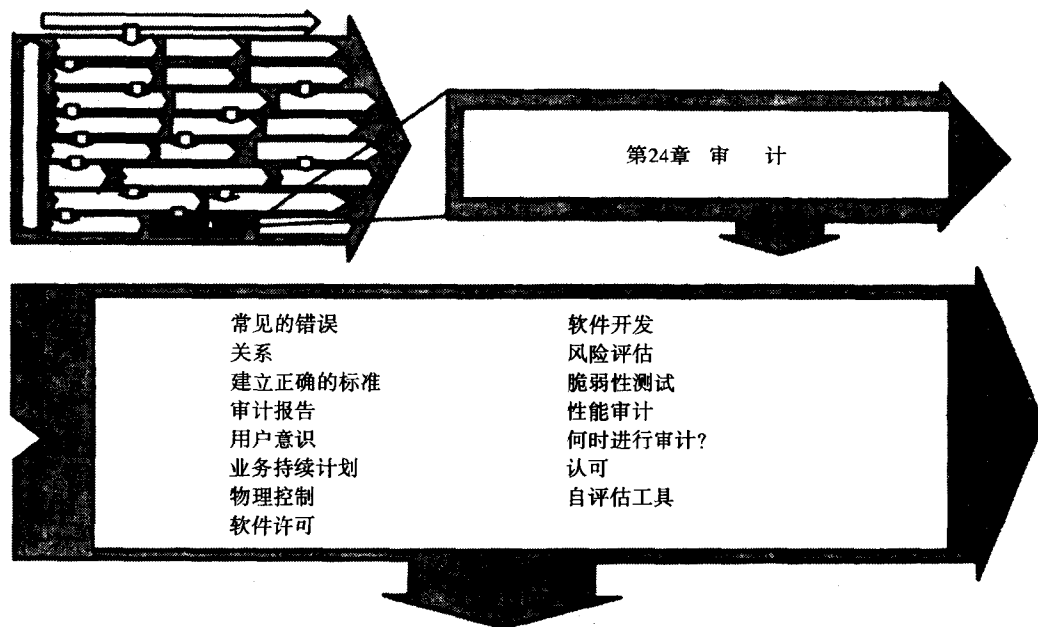 第24章 审 计
常见的错误
关系
建立正确的标准
审计报告
用户意识
业务持续计划
物理控制
软件许可
软件开发
风险评估
脆弱性测试
性能审计
何时进行审计?
认可
自评估工具